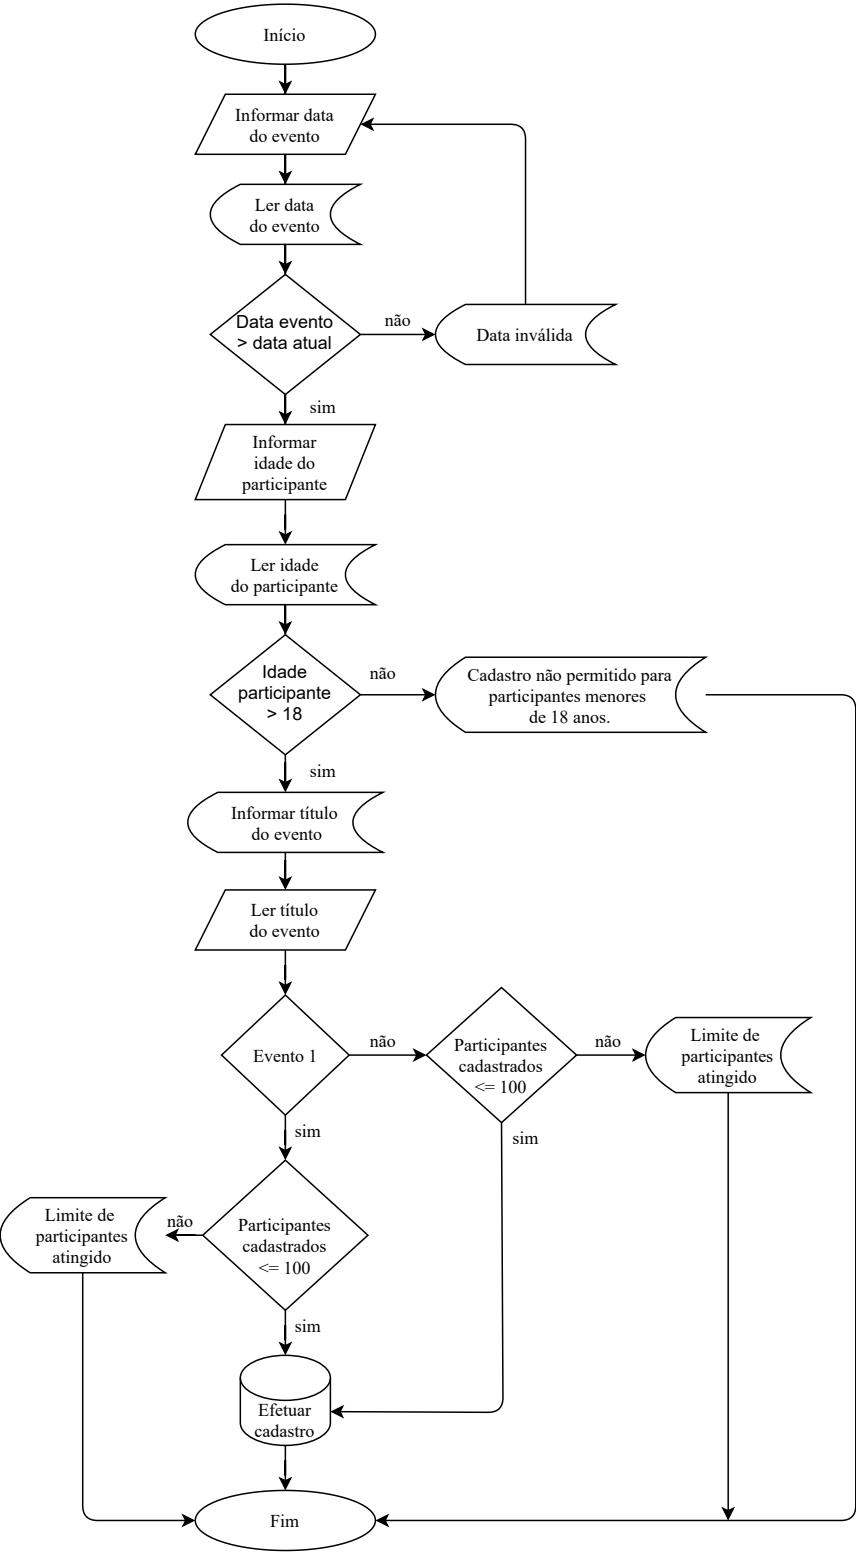 Início
Informar data
do evento
Ler data
do evento
Data evento
> data atual
não
Data inválida
sim
Informar
idade do
participante
Ler idade
do participante
Idade
participante
> 18
não
Cadastro não permitido para
participantes menores
de 18 anos.
sim
Informar título
do evento
Ler título
do evento
Evento 1
não
Participantes
cadastrados
<= 100
não
Limite de
participantes
atingido
sim
sim
Participantes
cadastrados
<= 100
não
Limite de
participantes
atingido
sim
Efetuar
cadastro
Fim